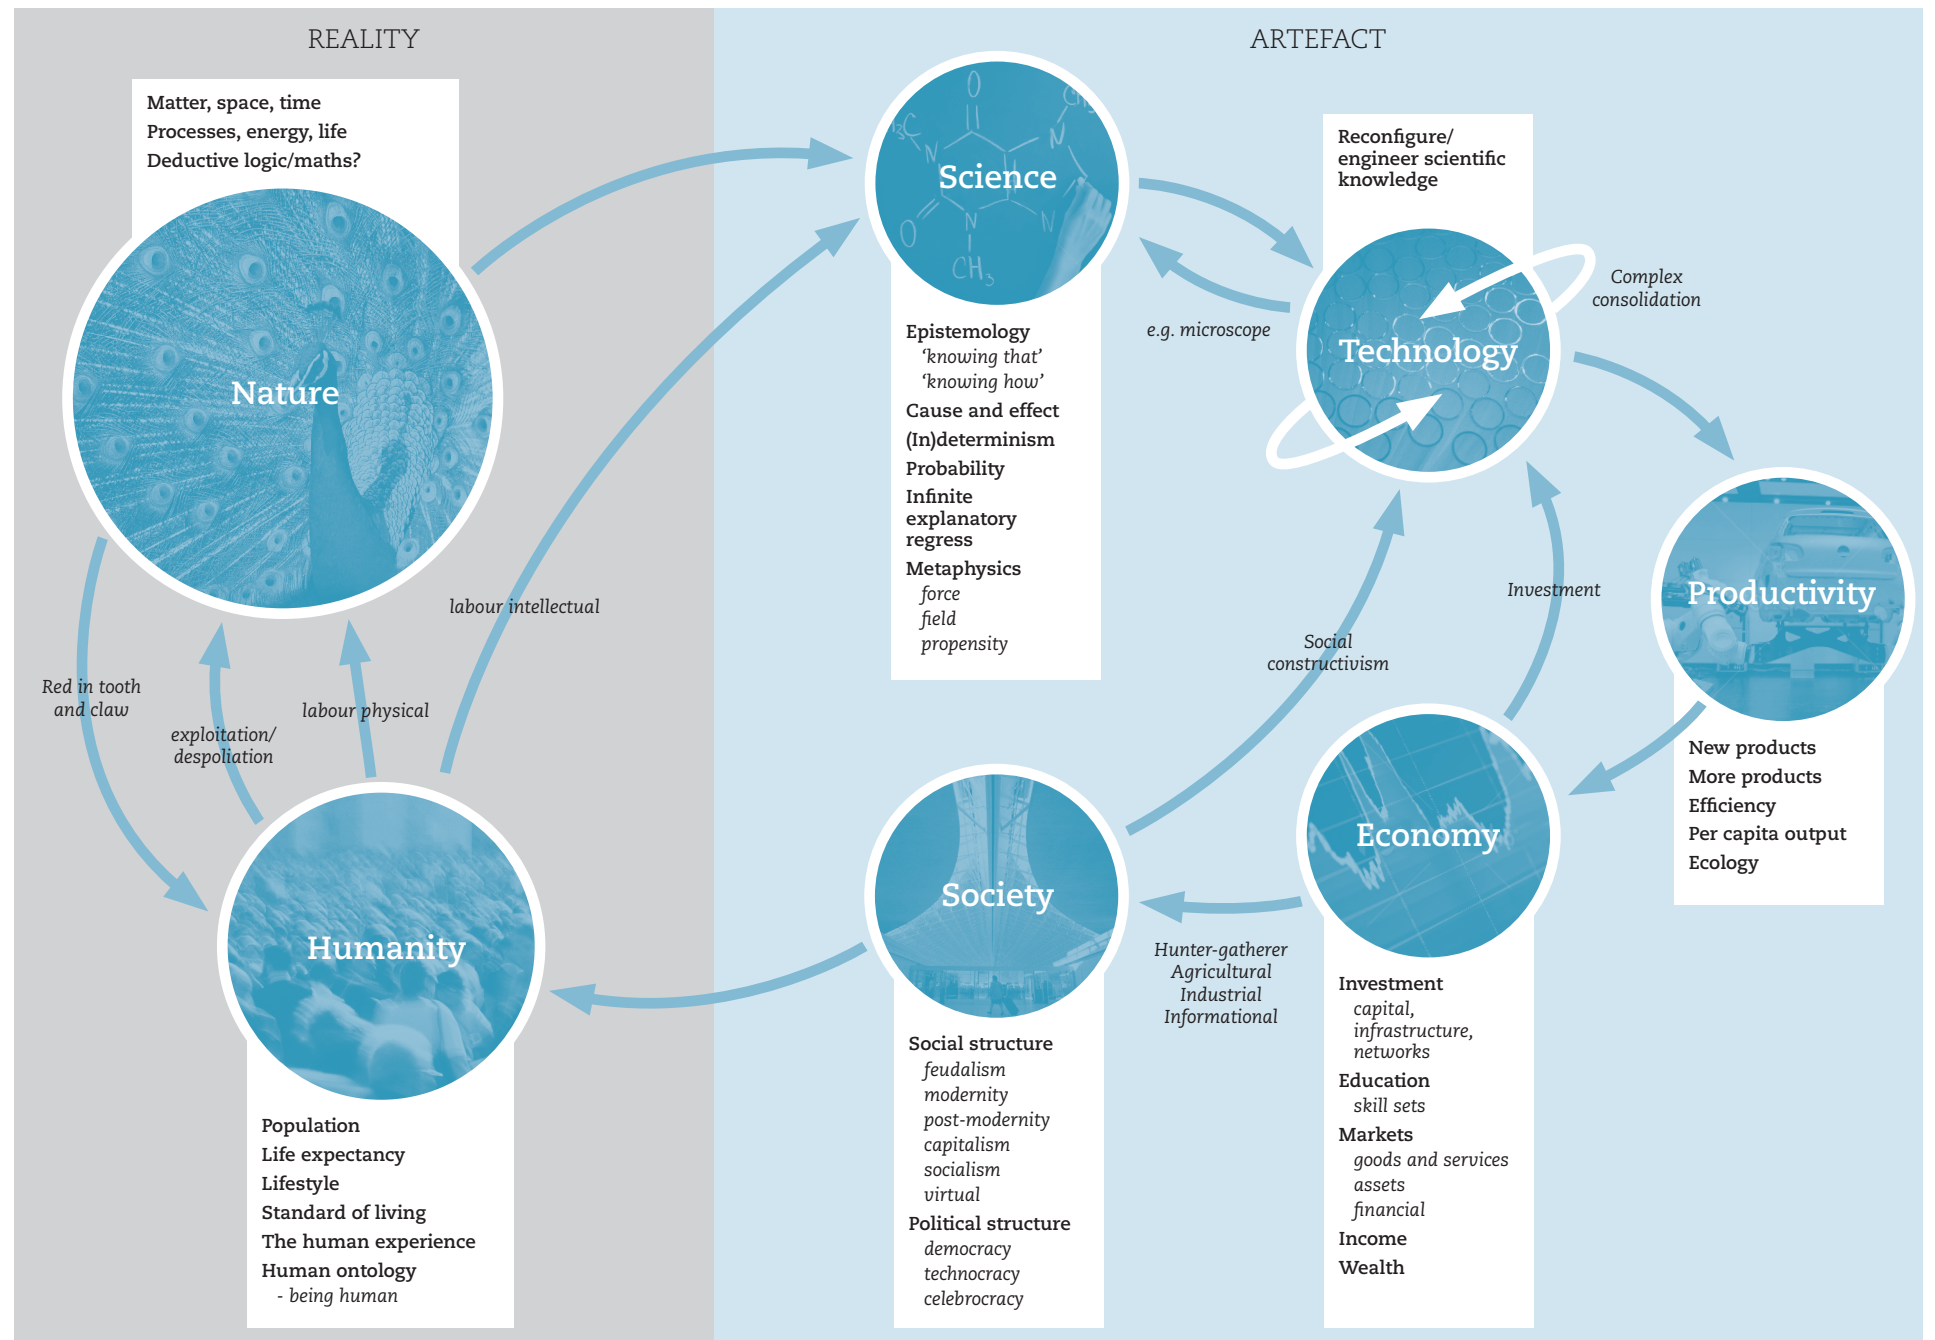 REALITY
ARTEFACT
Matter, space, time
Processes, energy, life
Deductive logic/maths?
Nature
Red in tooth
and claw
exploitation/
despoliation
labour physical
labour intellectual
Humanity
Population
Life expectancy
Lifestyle
Standard of living
The human experience
Human ontology
- being human
O
CH₃
³C
N
N
Science
O
N
N
CH₃
Epistemology
‘knowing that’
‘knowing how’
Cause and effect
(In)determinism
Probability
Infinite
explanatory
regress
Metaphysics
force
field
propensity
e.g. microscope
Reconfigure/
engineer scientific
knowledge
Technology
Complex
consolidation
Productivity
New products
More products
Efficiency
Per capita output
Ecology
Social
constructivism
Investment
Society
Social structure
feudalism
modernity
post-modernity
capitalism
socialism
virtual
Political structure
democracy
technocracy
celebrocracy
Hunter-gatherer
Agricultural
Industrial
Informational
Economy
Investment
capital,
infrastructure,
networks
Education
skill sets
Markets
goods and services
assets
financial
Income
Wealth